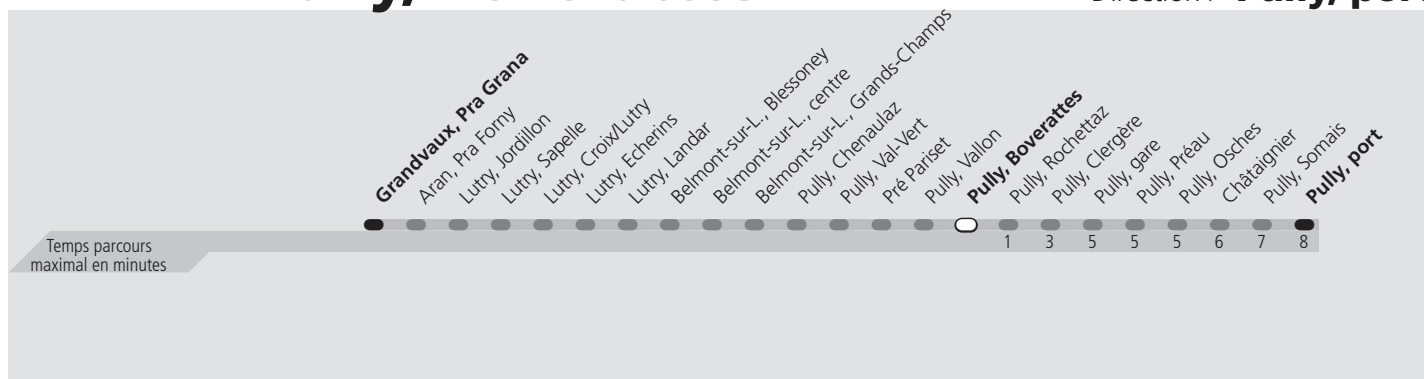 Grandvaux, Pra Grana
Aran, Pra Forny
Lutry, Jordillon
Lutry, Sapelle
Lutry, Croix/Lutry
Lutry, Echerins
Lutry, Landar
Belmont-sur-L., Blessoney
Belmont-sur-L., centre
Belmont-sur-L., Grands-Champs
Pully, Chenaulaz
Pully, Val-Vert
Pré Pariset
Pully, Vallon
Pully, Boverattes
Pully, Rochettaz
Pully, Clergère
Pully, gare
Pully, Préau
Pully, Osches
Châtaignier
Pully, Somais
Pully, port
Temps parcours
maximal en minutes
1 3 5 5 5 6 7 8